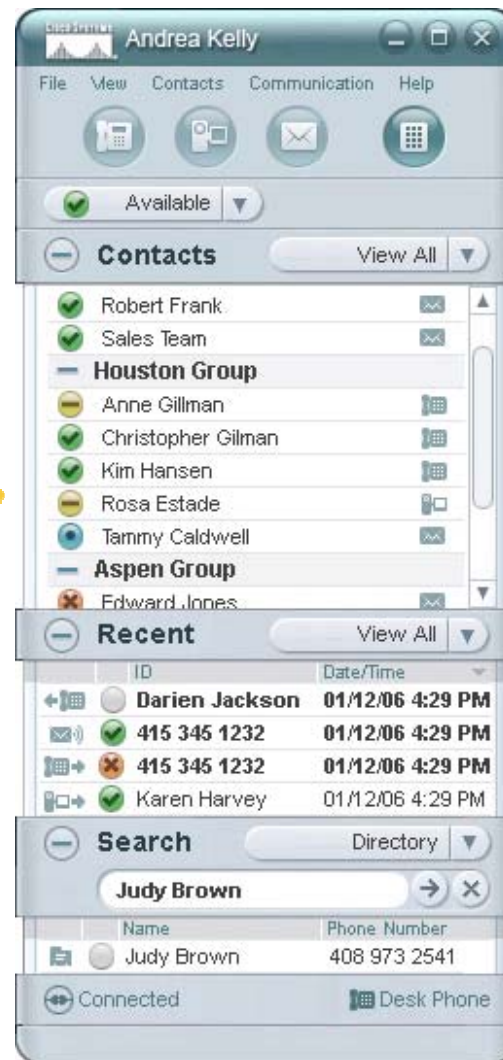 Cisco Systems
Andrea Kelly
File View Contacts Communication Help
Available
Contacts View All
Robert Frank
Sales Team
Houston Group
Anne Gillman
Christopher Gilman
Kim Hansen
Rosa Estade
Tammy Caldwell
Aspen Group
Edward Jones
Recent View All
ID Date/Time
Darien Jackson 01/12/06 4:29 PM
415 345 1232 01/12/06 4:29 PM
415 345 1232 01/12/06 4:29 PM
Karen Harvey 01/12/06 4:29 PM
Search Directory
Judy Brown
Name Phone Number
Judy Brown 408 973 2541
Connected Desk Phone